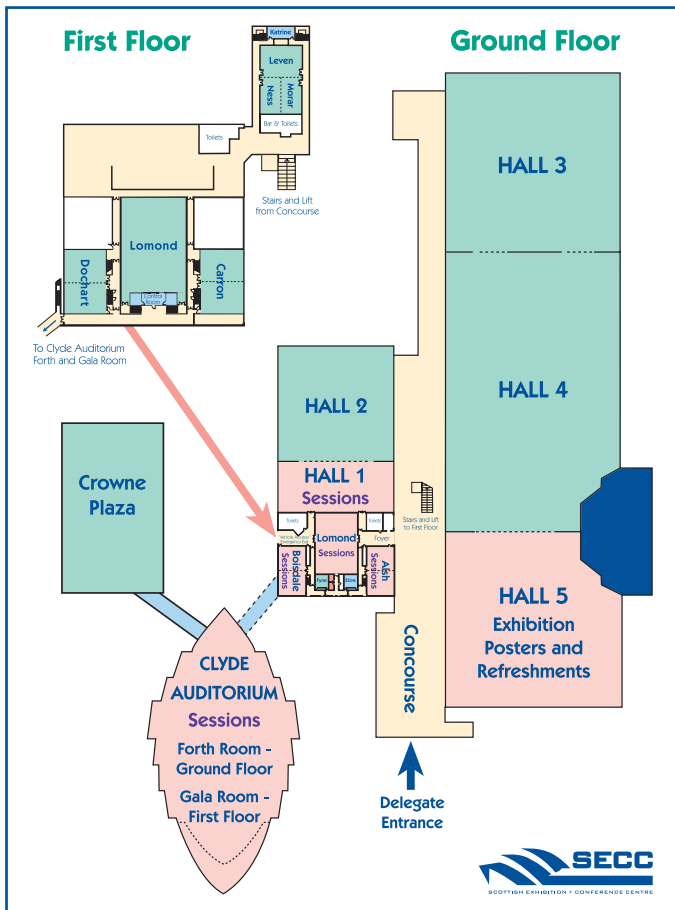 First Floor
Ground Floor
Katrine
Leven
Ness
Morar
Bar & Toilets
Toilets
Stairs and Lift
from Concourse
Lomond
Dochart
Carron
Control
Room
To Clyde Auditorium
Forth and Gala Room
HALL 3
HALL 4
HALL 2
HALL 1
Sessions
Crowne
Plaza
Toilets
Toilets
Stairs and Lift
to First Floor
Foyer
Lomond
Sessions
Boisdale
Sessions
Alsh
Sessions
Fyne
Etive
HALL 5
Exhibition
Posters and
Refreshments
Concourse
CLYDE
AUDITORIUM
Sessions
Forth Room -
Ground Floor
Gala Room -
First Floor
Delegate
Entrance
SECC
SCOTTISH EXHIBITION + CONFERENCE CENTRE